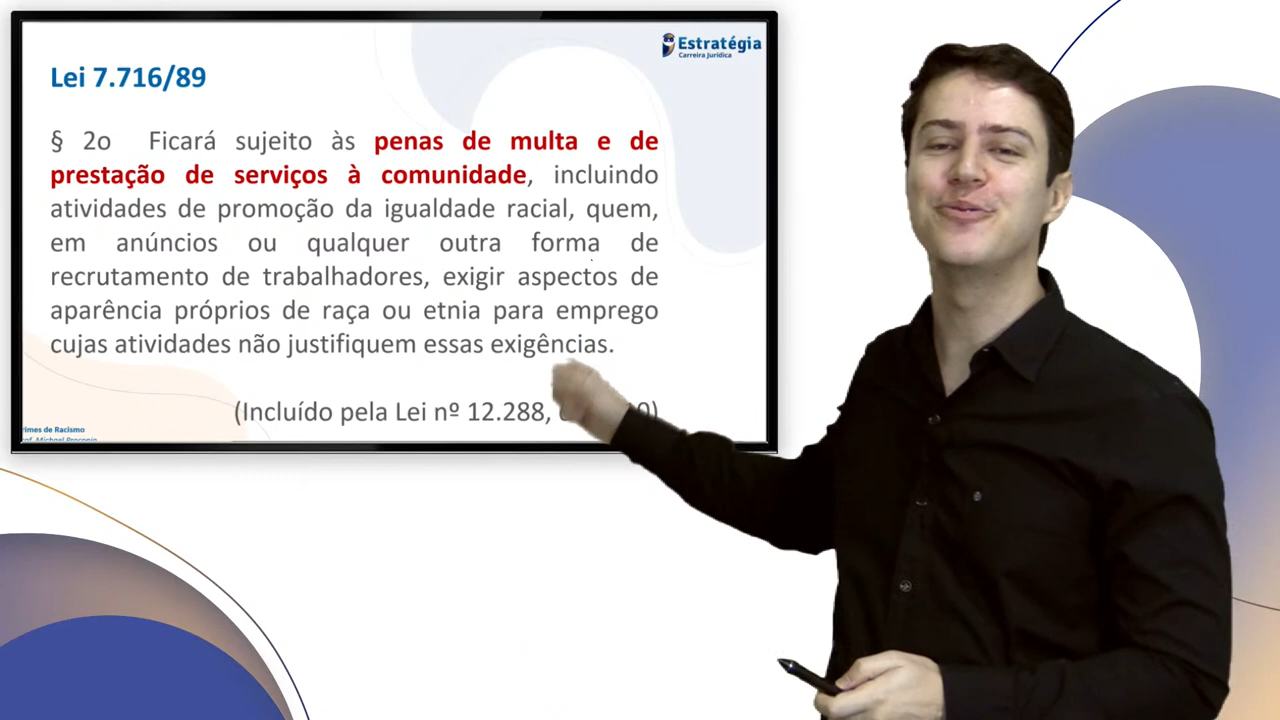 Estratégia
Carreira Jurídica
Lei 7.716/89
§ 2o Ficará sujeito às penas de multa e de
prestação de serviços à comunidade, incluindo
atividades de promoção da igualdade racial, quem,
em anúncios ou qualquer outra forma de
recrutamento de trabalhadores, exigir aspectos de
aparência próprios de raça ou etnia para emprego
cujas atividades não justifiquem essas exigências.
(Incluído pela Lei nº 12.288,
de Racismo